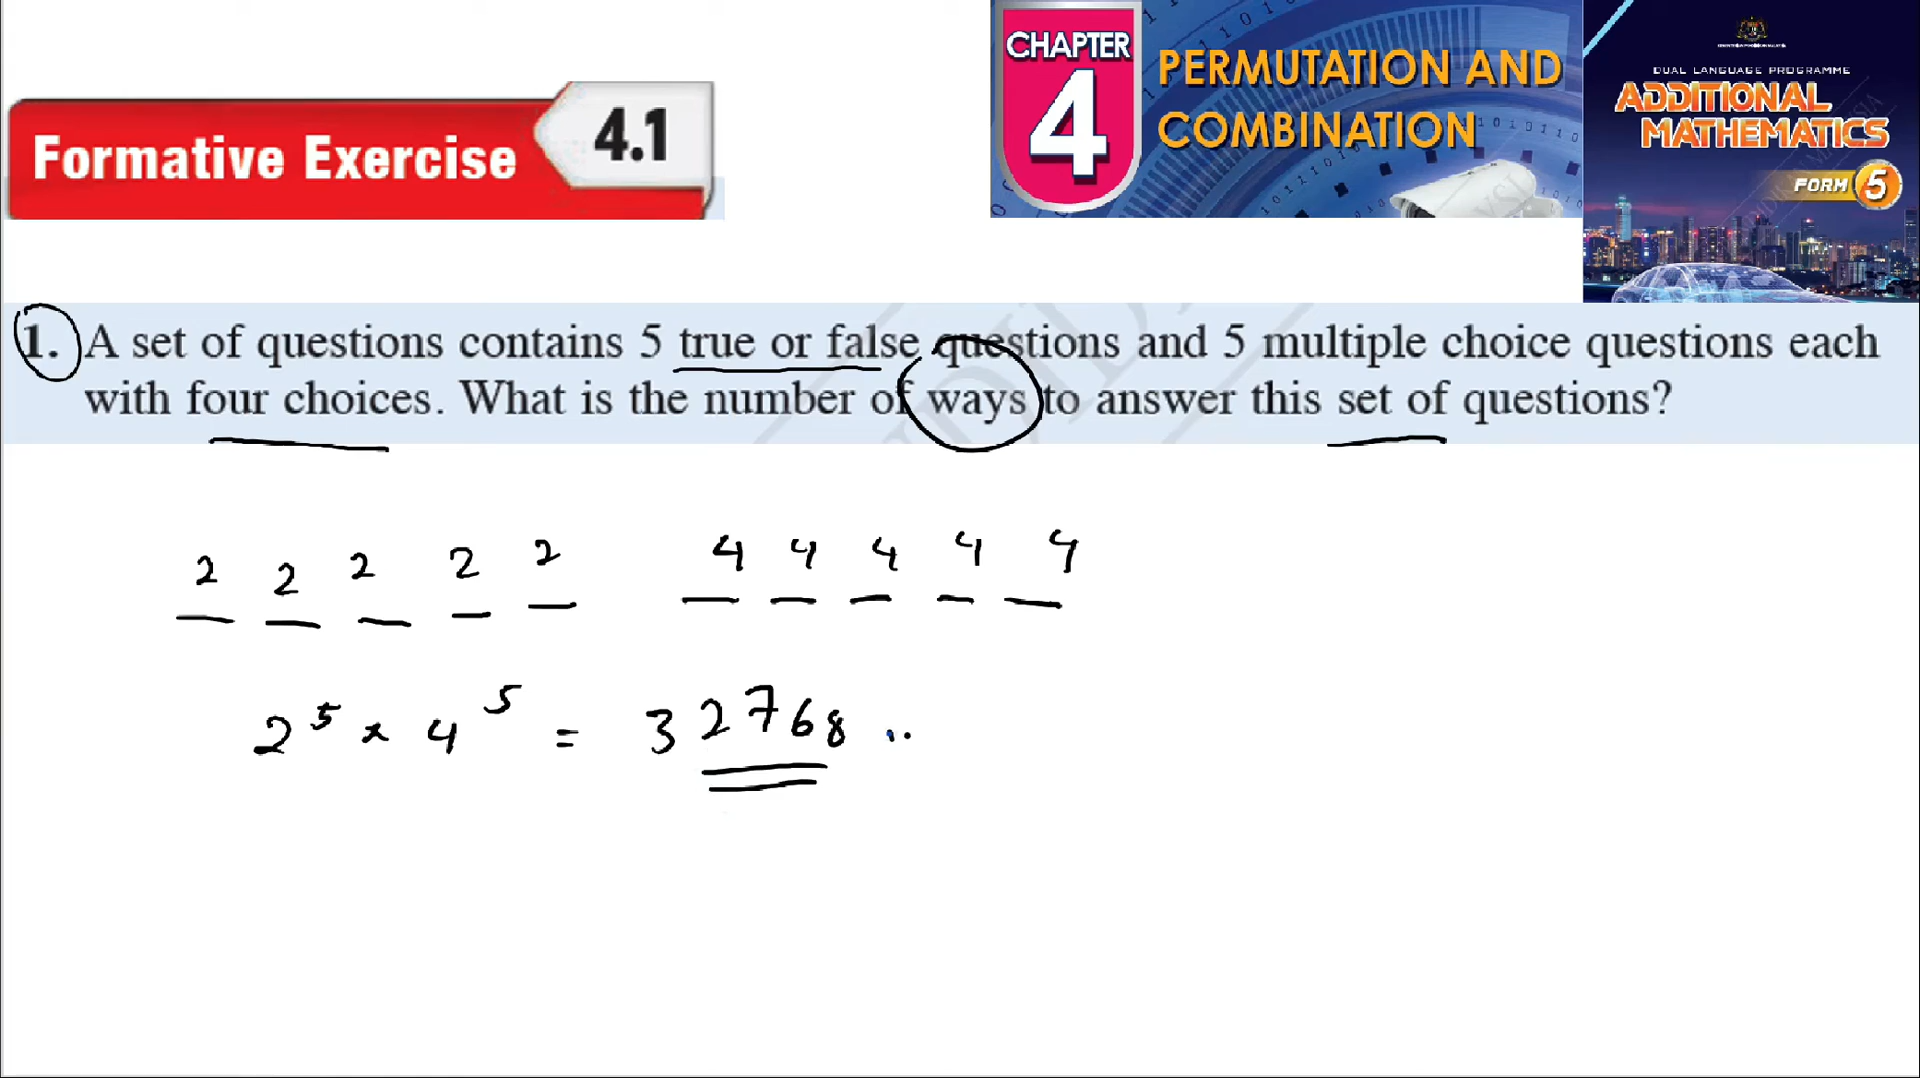 CHAPTER 4
PERMUTATION AND
COMBINATION
DUAL LANGUAGE PROGRAMME
ADDITIONAL
MATHEMATICS
FORM 5
Formative Exercise 4.1
1. A set of questions contains 5 true or false questions and 5 multiple choice questions each
with four choices. What is the number of ways to answer this set of questions?
2 2 2 2 2 4 4 4 4 4
2⁵ × 4⁵ = 32768 ..